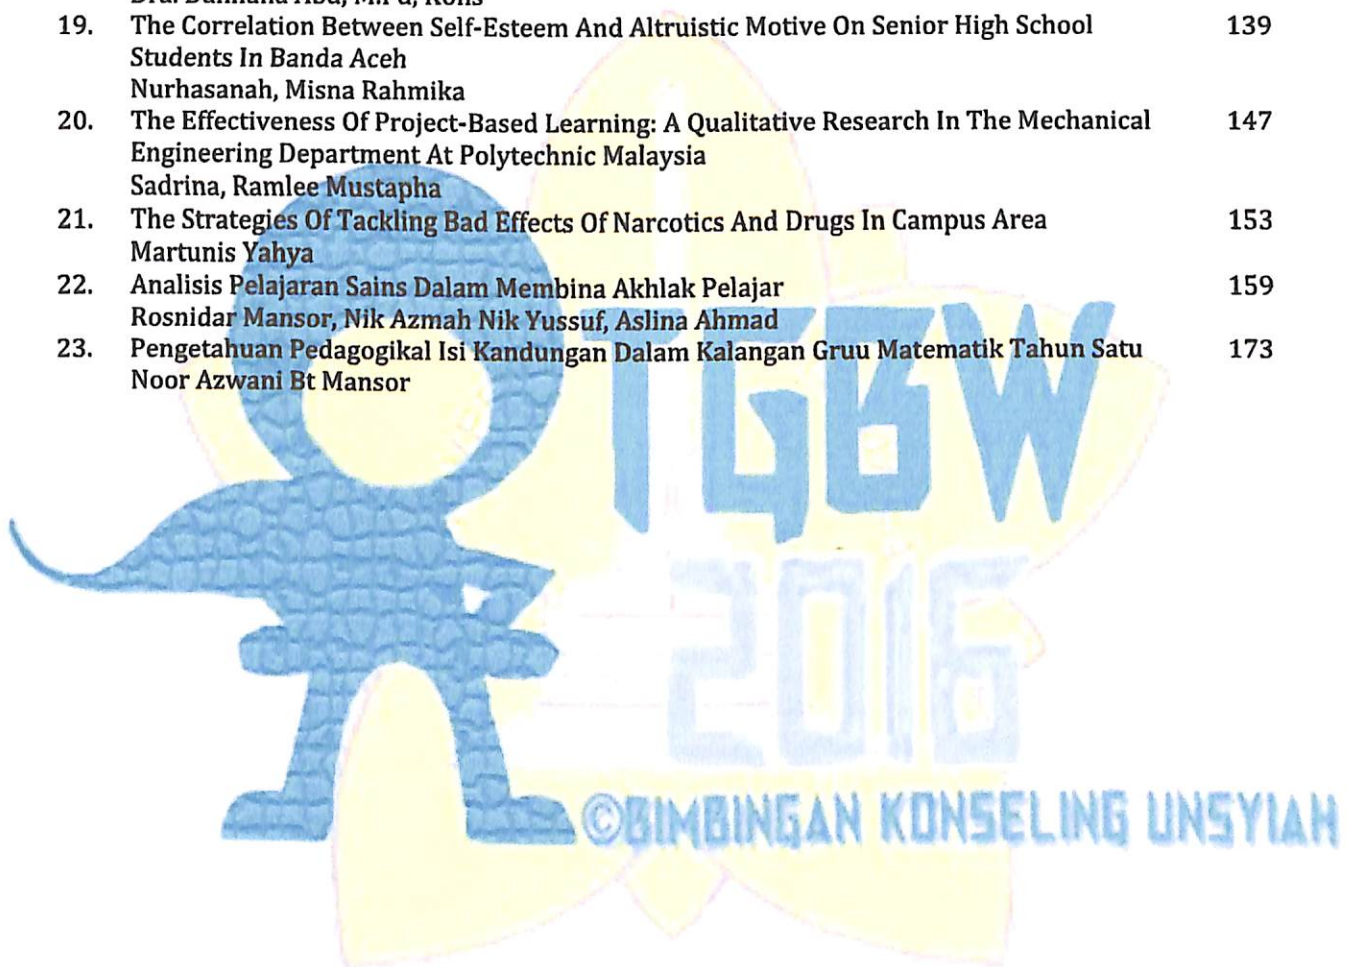 19. The Correlation Between Self-Esteem And Altruistic Motive On Senior High School 139
Students In Banda Aceh
Nurhasanah, Misna Rahmika
20. The Effectiveness Of Project-Based Learning: A Qualitative Research In The Mechanical 147
Engineering Department At Polytechnic Malaysia
Sadrina, Ramlee Mustapha
21. The Strategies Of Tackling Bad Effects Of Narcotics And Drugs In Campus Area 153
Martunis Yahya
22. Analisis Pelajaran Sains Dalam Membina Akhlak Pelajar 159
Rosnidar Mansor, Nik Azmah Nik Yussuf, Aslina Ahmad
23. Pengetahuan Pedagogikal Isi Kandungan Dalam Kalangan Gruu Matematik Tahun Satu 173
Noor Azwani Bt Mansor
TGBW
2016
©BIMBINGAN KONSELING UNSYIAH